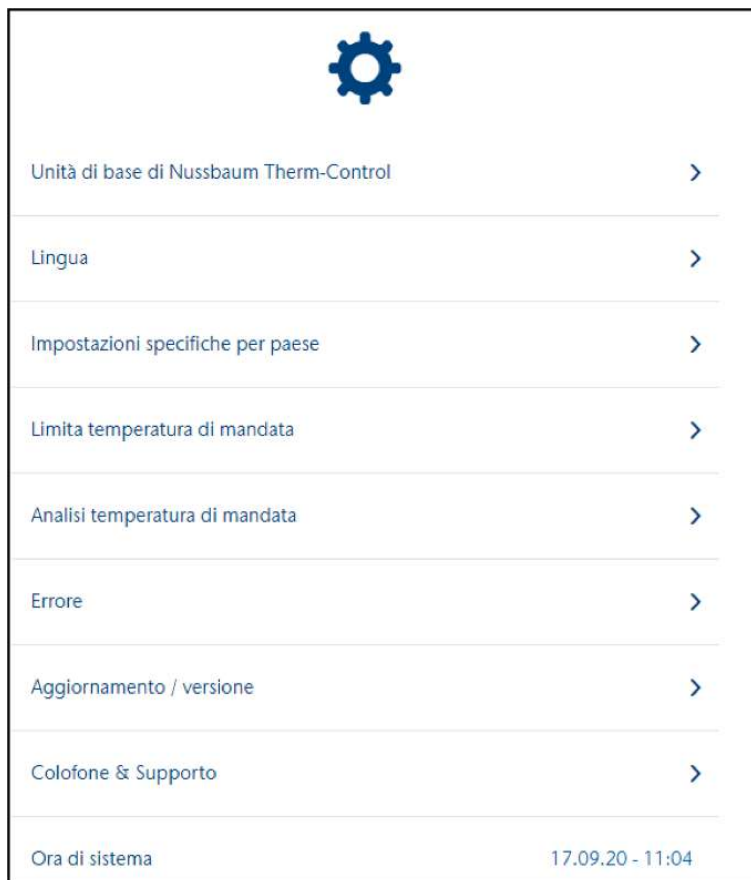 Unità di base di Nussbaum Therm-Control
Lingua
Impostazioni specifiche per paese
Limita temperatura di mandata
Analisi temperatura di mandata
Errore
Aggiornamento / versione
Colofone & Supporto
Ora di sistema 17.09.20 - 11:04